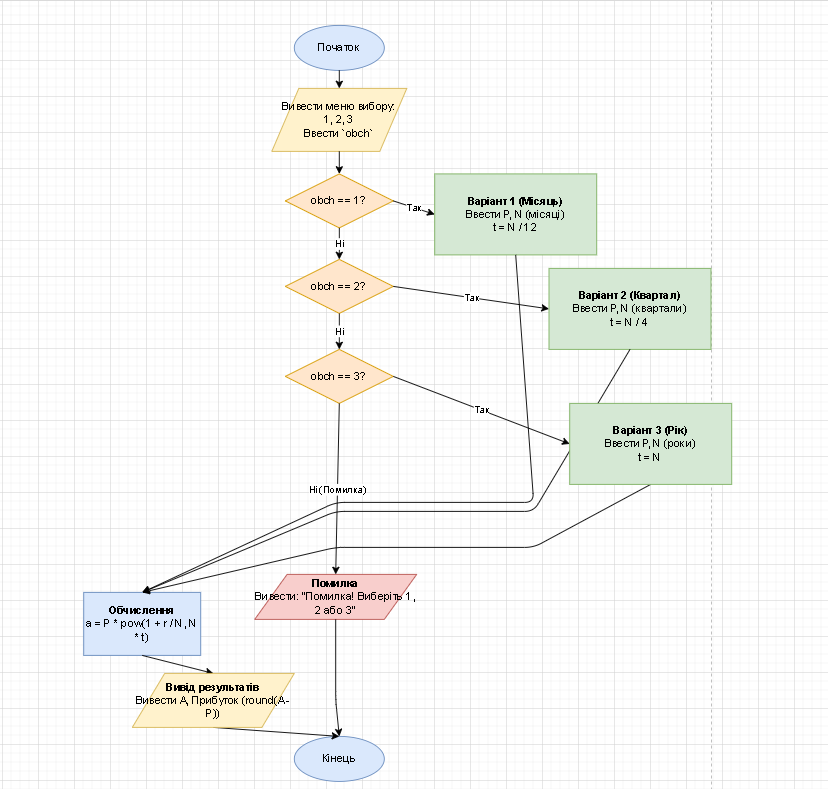 Початок
Вивести меню вибору:
1, 2, 3
Ввести `obch`
obch == 1?
Так
Варіант 1 (Місяць)
Ввести P, N (місяці)
t = N / 12
Ні
obch == 2?
Так
Варіант 2 (Квартал)
Ввести P, N (квартали)
t = N / 4
Ні
obch == 3?
Так
Варіант 3 (Рік)
Ввести P, N (роки)
t = N
Ні (Помилка)
Помилка
Вивести: "Помилка! Виберіть 1,
2 або 3"
Обчислення
a = P * pow(1 + r / N, N
* t)
Вивід результатів
Вивести A, Прибуток (round(A-
P))
Кінець